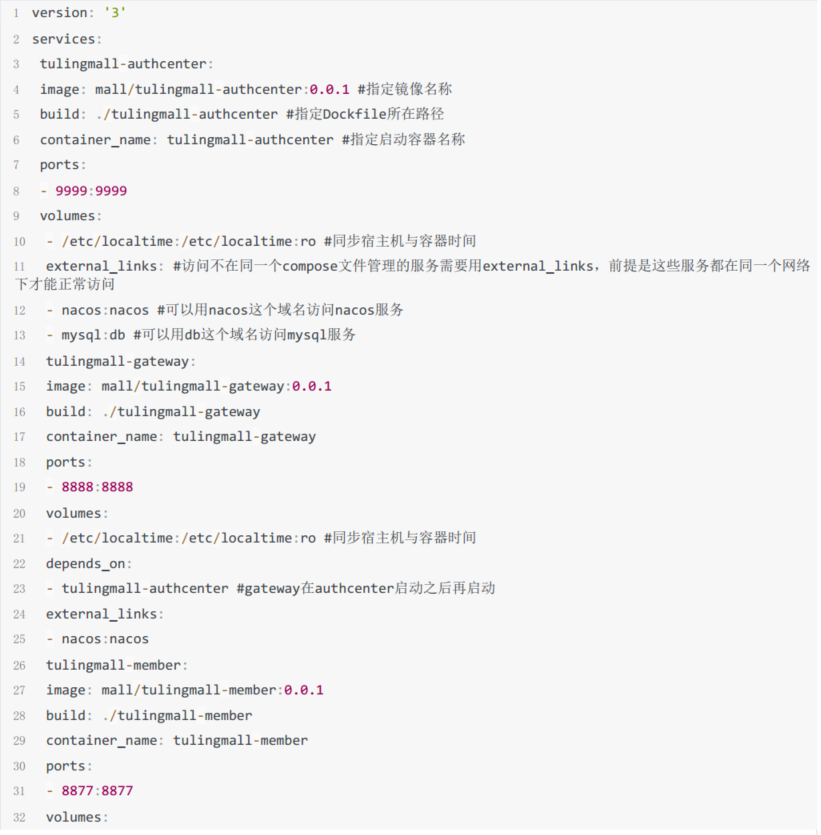 1 version: '3'
2 services:
3 tulingmall-authcenter:
4 image: mall/tulingmall-authcenter:0.0.1 #指定镜像名称
5 build: ./tulingmall-authcenter #指定Dockfile所在路径
6 container_name: tulingmall-authcenter #指定启动容器名称
7 ports:
8 - 9999:9999
9 volumes:
10 - /etc/localtime:/etc/localtime:ro #同步宿主机与容器时间
11 external_links: #访问不在同一个compose文件管理的服务需要用external_links，前提是这些服务都在同一个网络
下才能正常访问
12 - nacos:nacos #可以用nacos这个域名访问nacos服务
13 - mysql:db #可以用db这个域名访问mysql服务
14 tulingmall-gateway:
15 image: mall/tulingmall-gateway:0.0.1
16 build: ./tulingmall-gateway
17 container_name: tulingmall-gateway
18 ports:
19 - 8888:8888
20 volumes:
21 - /etc/localtime:/etc/localtime:ro #同步宿主机与容器时间
22 depends_on:
23 - tulingmall-authcenter #gateway在authcenter启动之后再启动
24 external_links:
25 - nacos:nacos
26 tulingmall-member:
27 image: mall/tulingmall-member:0.0.1
28 build: ./tulingmall-member
29 container_name: tulingmall-member
30 ports:
31 - 8877:8877
32 volumes: